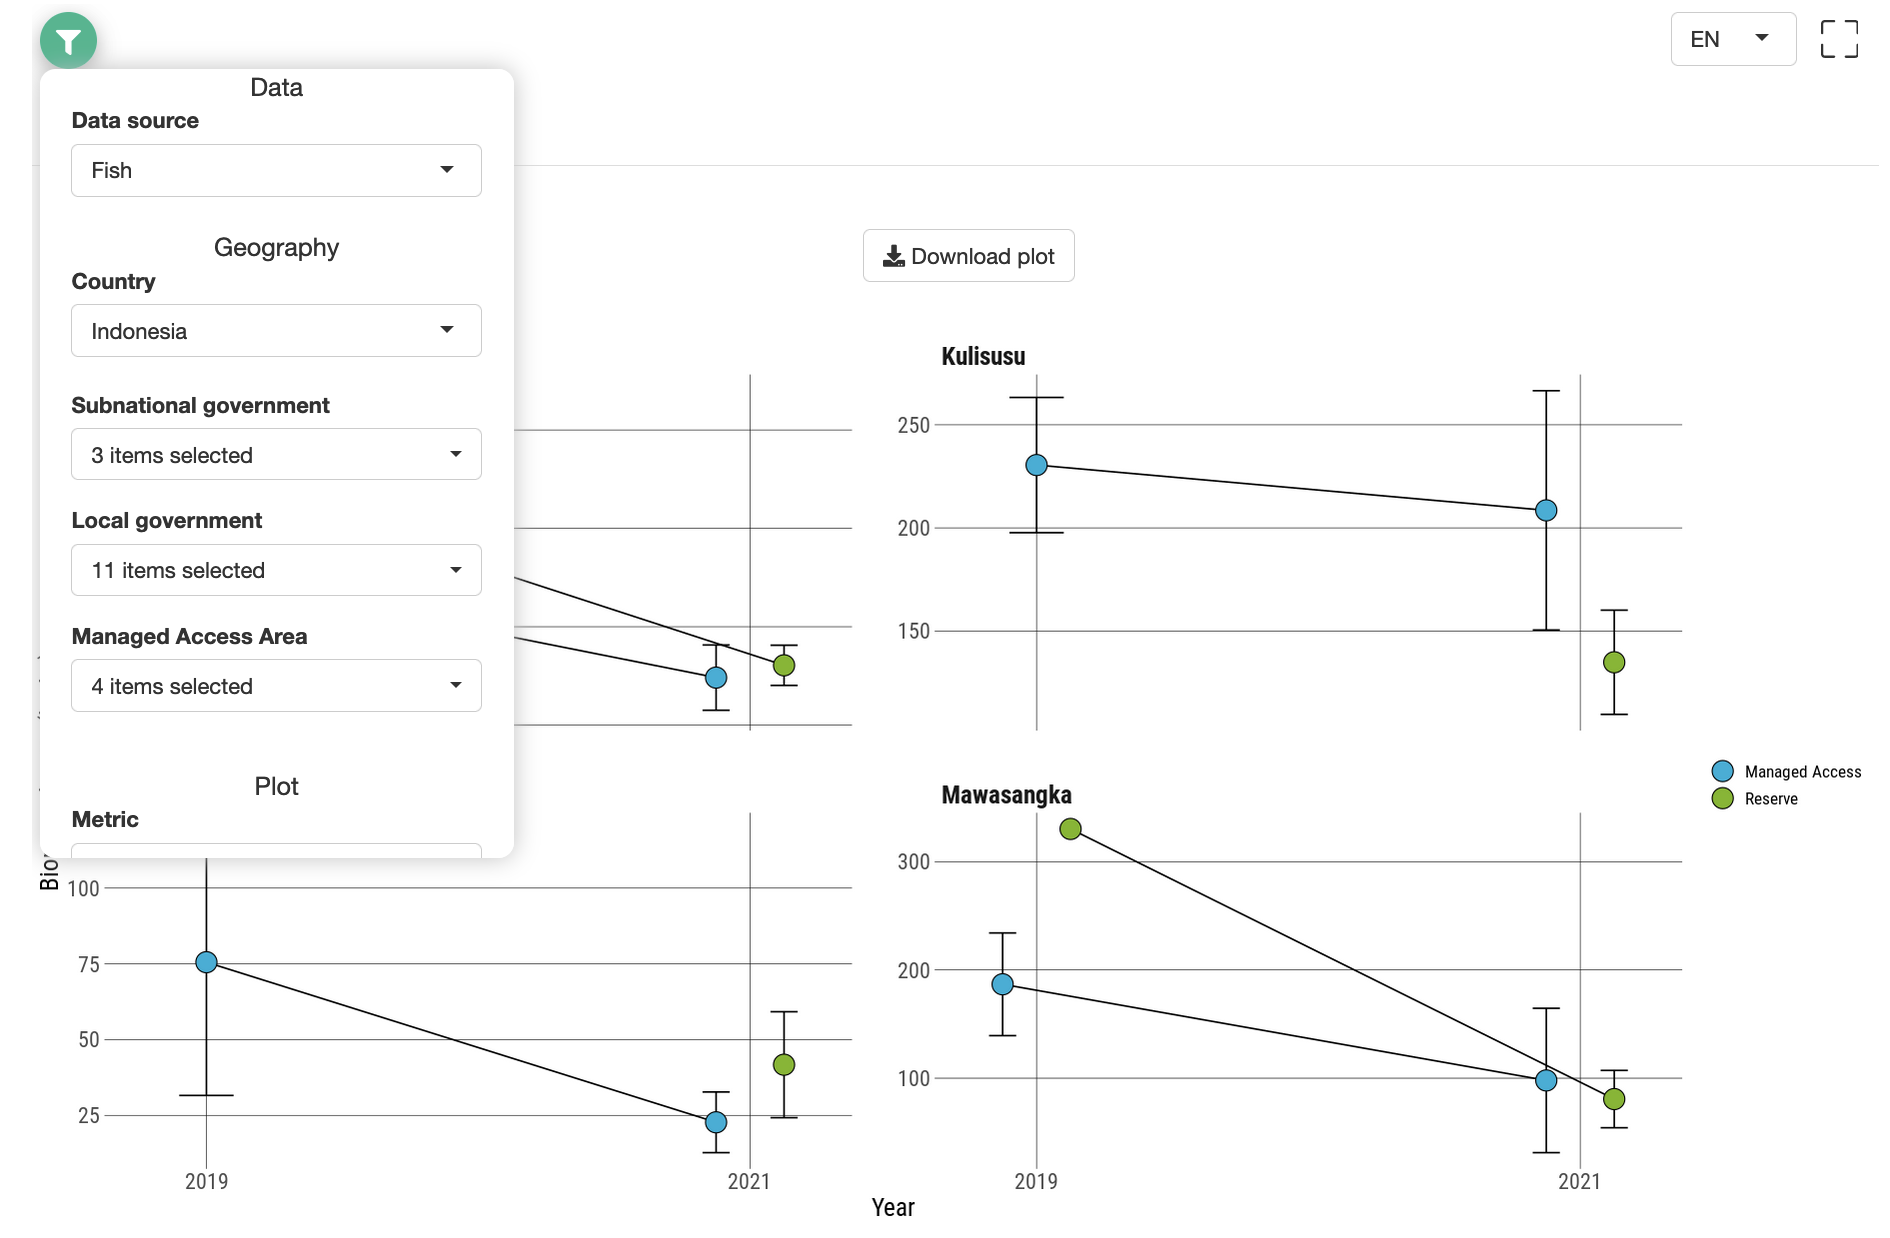 EN
Data
Data source
Fish
Geography
Country
Indonesia
Subnational government
3 items selected
Local government
11 items selected
Managed Access Area
4 items selected
Plot
Metric
Download plot
Kulisusu
250
200
150
Managed Access
Reserve
100
75
50
25
2019
2021
Mawasangka
300
200
100
2019
2021
Year